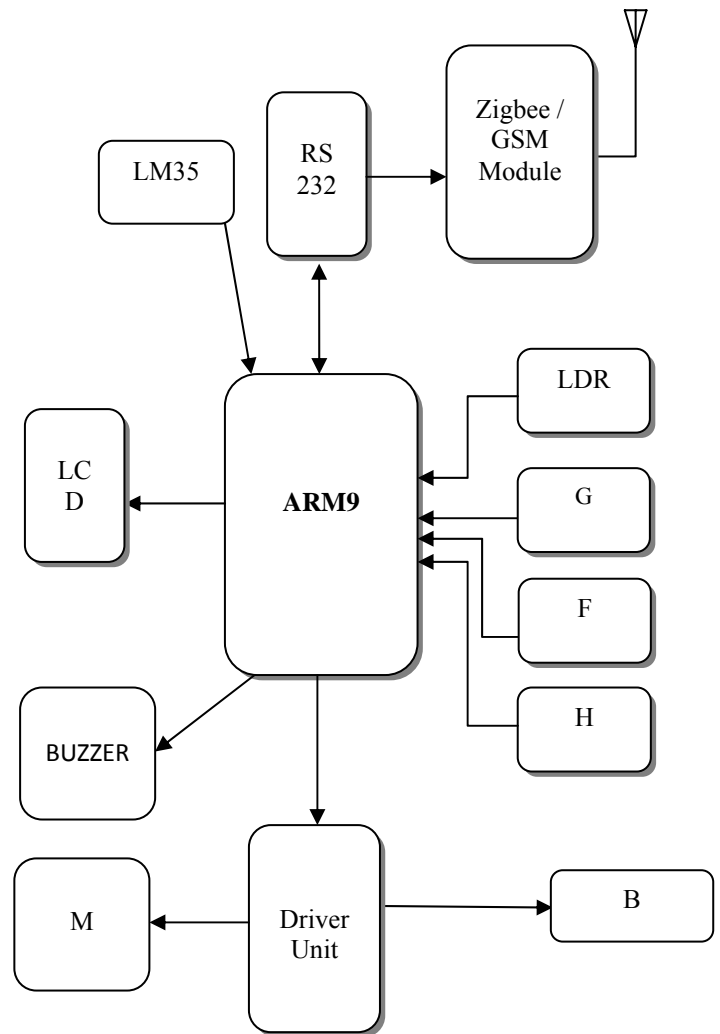 Zigbee /
GSM
Module
RS
232
LM35
LDR
LC
D
ARM9
G
F
H
BUZZER
M
Driver
Unit
B